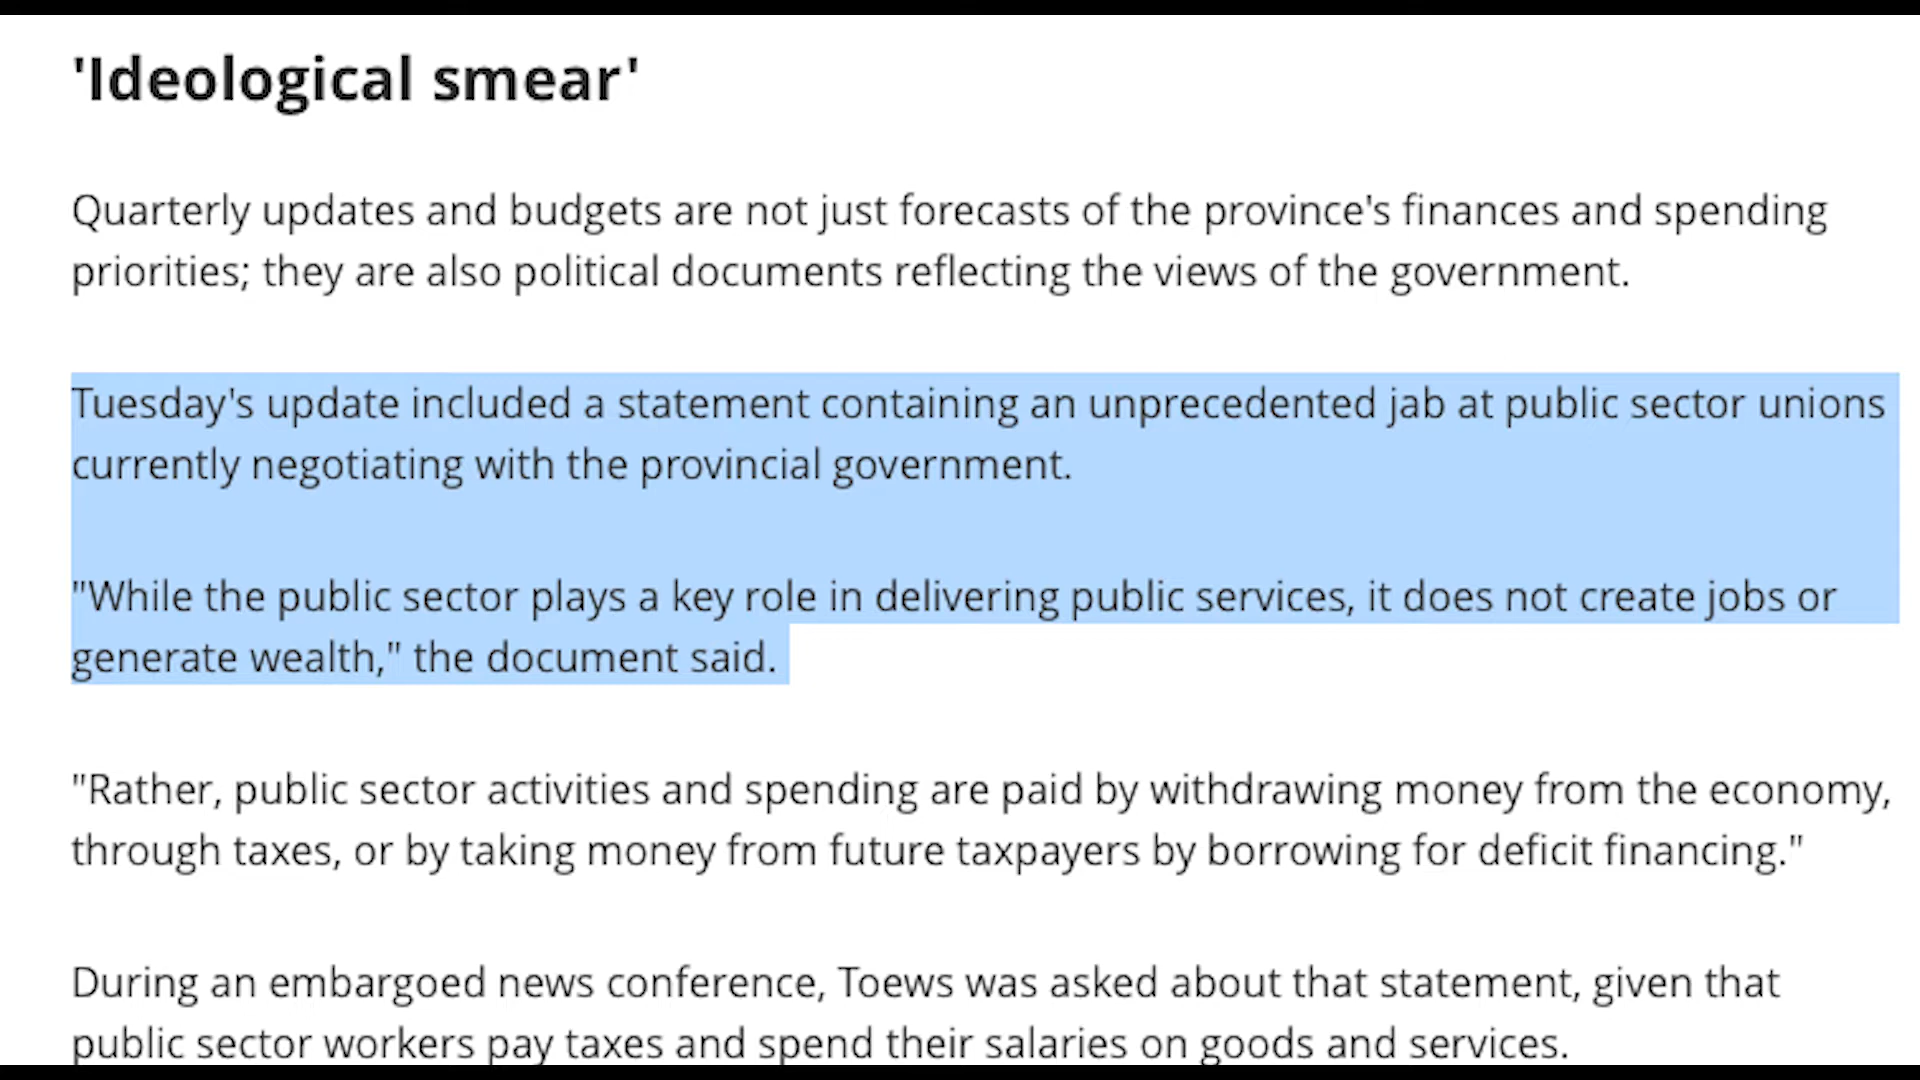 'Ideological smear'
Quarterly updates and budgets are not just forecasts of the province's finances and spending
priorities; they are also political documents reflecting the views of the government.
Tuesday's update included a statement containing an unprecedented jab at public sector unions
currently negotiating with the provincial government.
"While the public sector plays a key role in delivering public services, it does not create jobs or
generate wealth," the document said.
"Rather, public sector activities and spending are paid by withdrawing money from the economy,
through taxes, or by taking money from future taxpayers by borrowing for deficit financing."
During an embargoed news conference, Toews was asked about that statement, given that
public sector workers pay taxes and spend their salaries on goods and services.